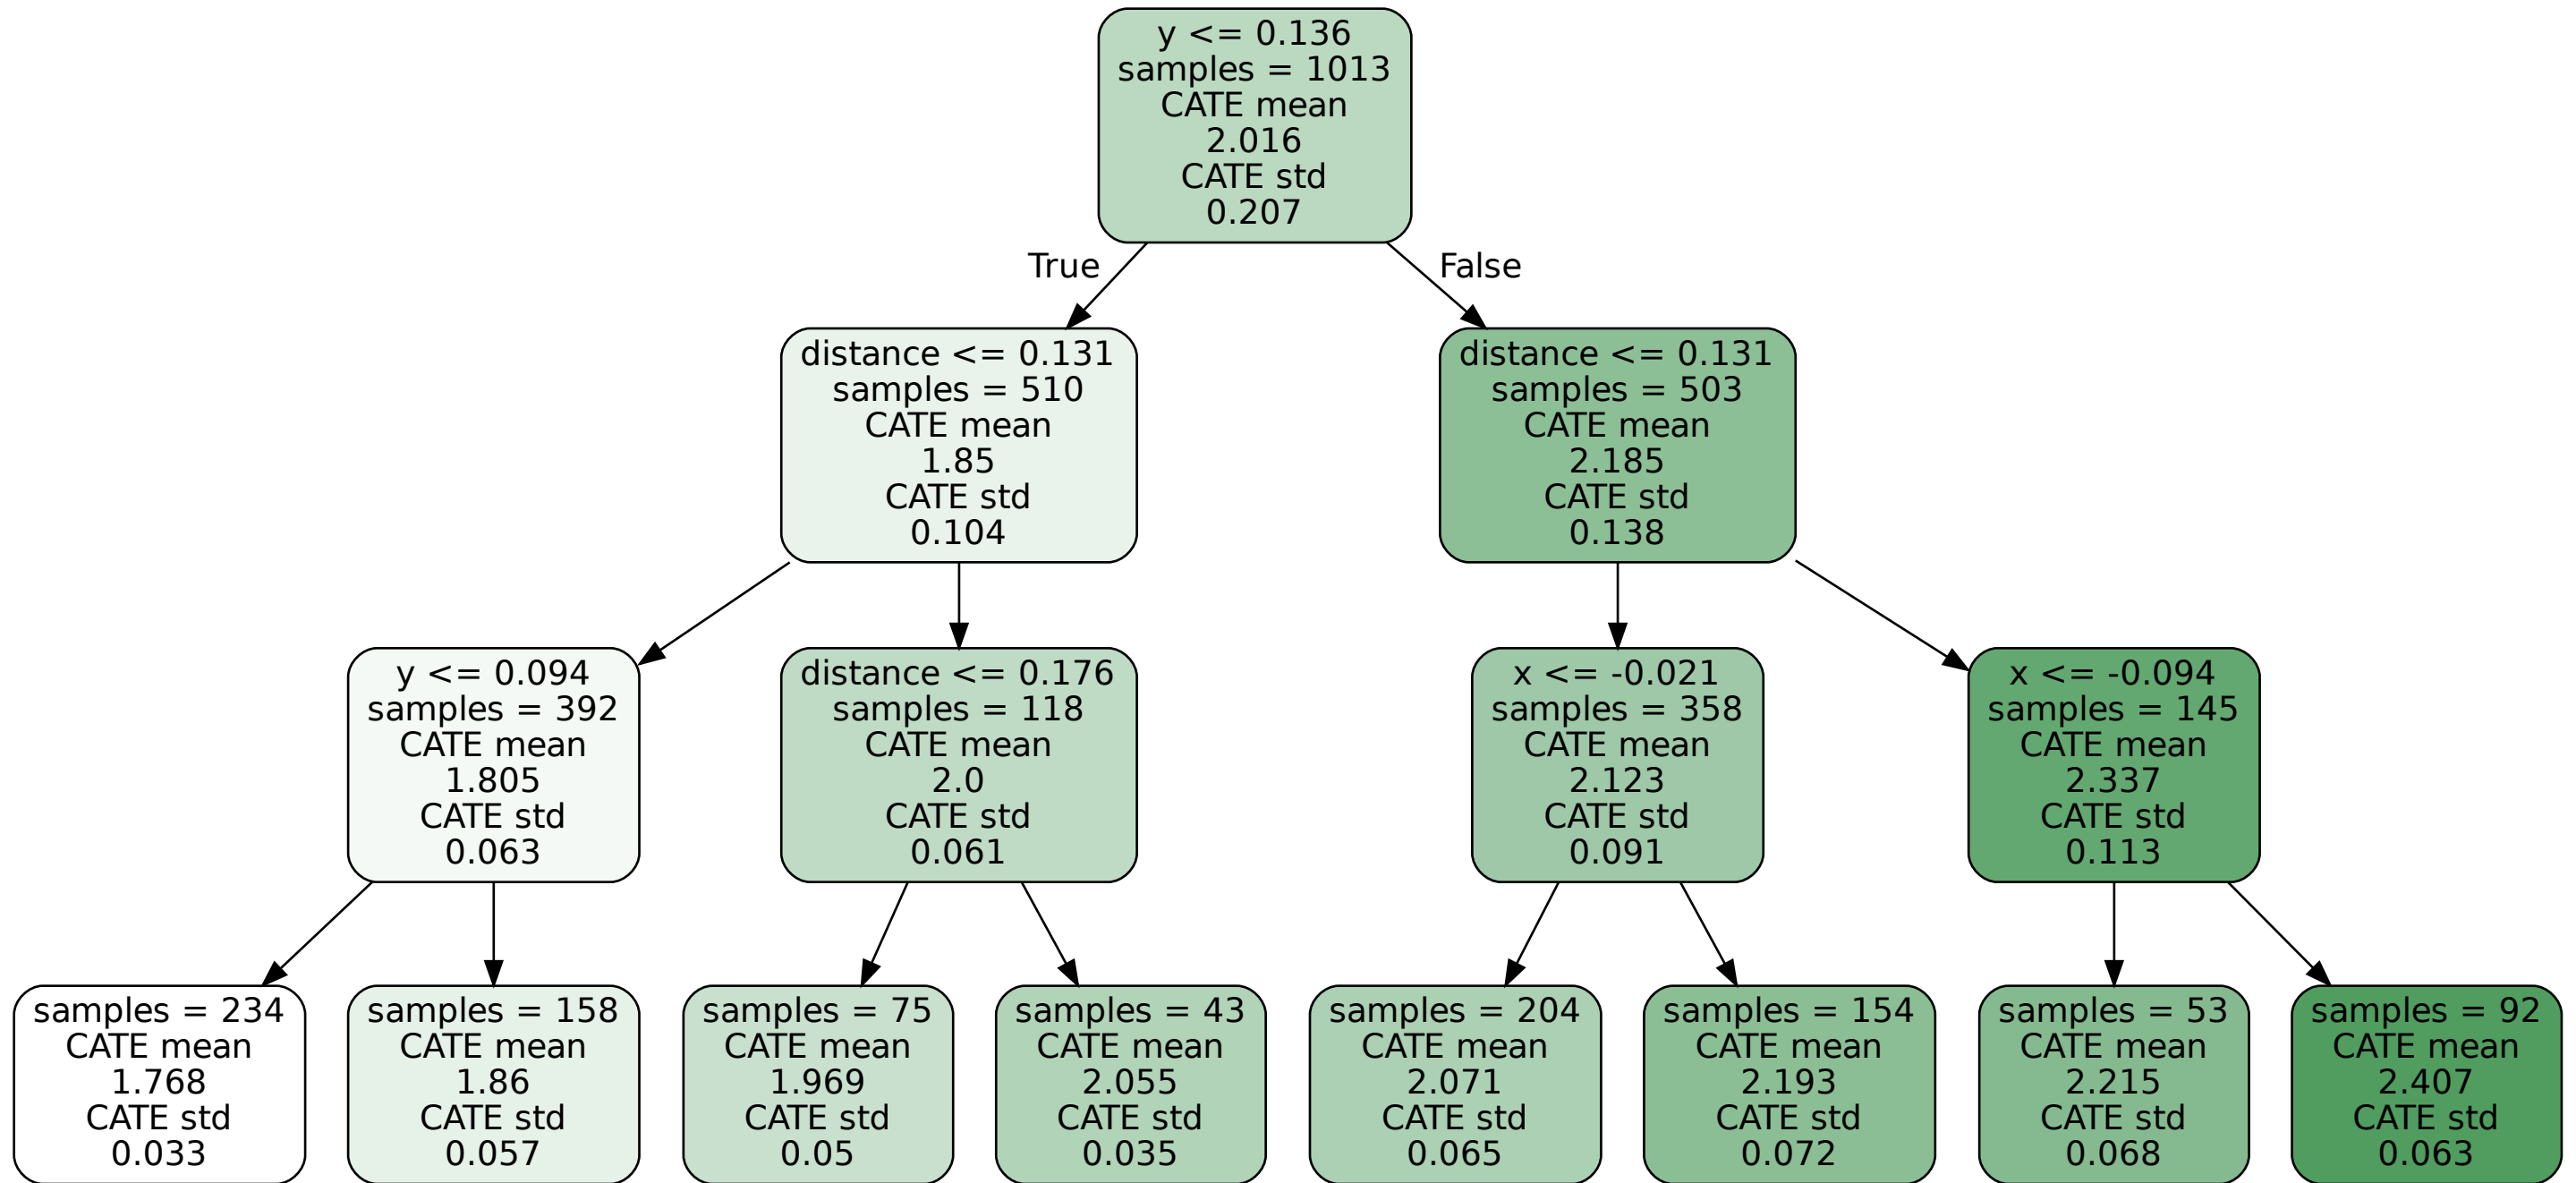 y <= 0.136
samples = 1013
CATE mean
2.016
CATE std
0.207
True
False
distance <= 0.131
samples = 510
CATE mean
1.85
CATE std
0.104
distance <= 0.131
samples = 503
CATE mean
2.185
CATE std
0.138
y <= 0.094
samples = 392
CATE mean
1.805
CATE std
0.063
distance <= 0.176
samples = 118
CATE mean
2.0
CATE std
0.061
x <= -0.021
samples = 358
CATE mean
2.123
CATE std
0.091
x <= -0.094
samples = 145
CATE mean
2.337
CATE std
0.113
samples = 234
CATE mean
1.768
CATE std
0.033
samples = 158
CATE mean
1.86
CATE std
0.057
samples = 75
CATE mean
1.969
CATE std
0.05
samples = 43
CATE mean
2.055
CATE std
0.035
samples = 204
CATE mean
2.071
CATE std
0.065
samples = 154
CATE mean
2.193
CATE std
0.072
samples = 53
CATE mean
2.215
CATE std
0.068
samples = 92
CATE mean
2.407
CATE std
0.063